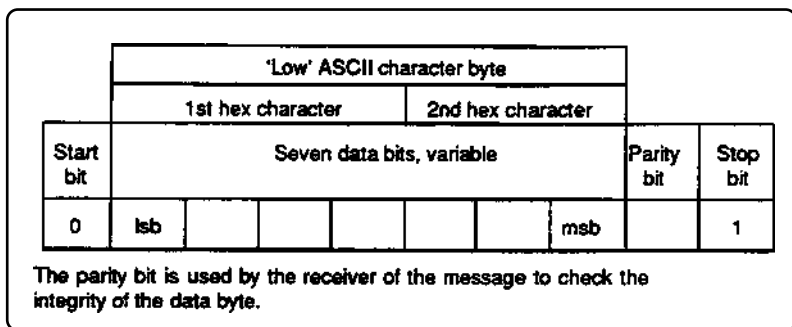 'Low' ASCII character byte
1st hex character 2nd hex character
Start bit Seven data bits, variable Parity bit Stop bit
0 lsb msb 1
The parity bit is used by the receiver of the message to check the
integrity of the data byte.